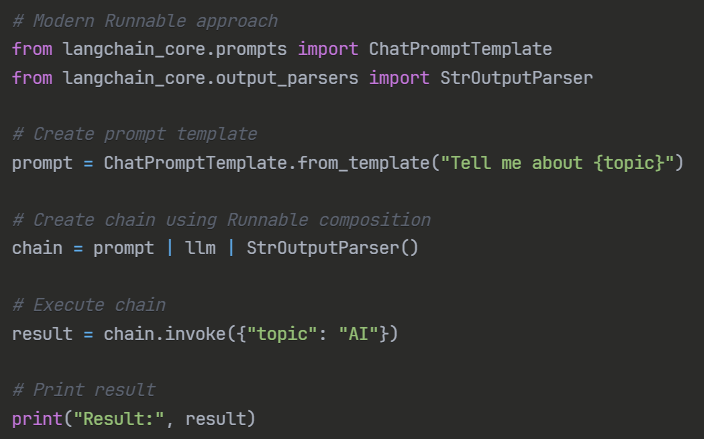 # Modern Runnable approach
from langchain_core.prompts import ChatPromptTemplate
from langchain_core.output_parsers import StrOutputParser
# Create prompt template
prompt = ChatPromptTemplate.from_template("Tell me about {topic}")
# Create chain using Runnable composition
chain = prompt | llm | StrOutputParser()
# Execute chain
result = chain.invoke({"topic": "AI"})
# Print result
print("Result:", result)